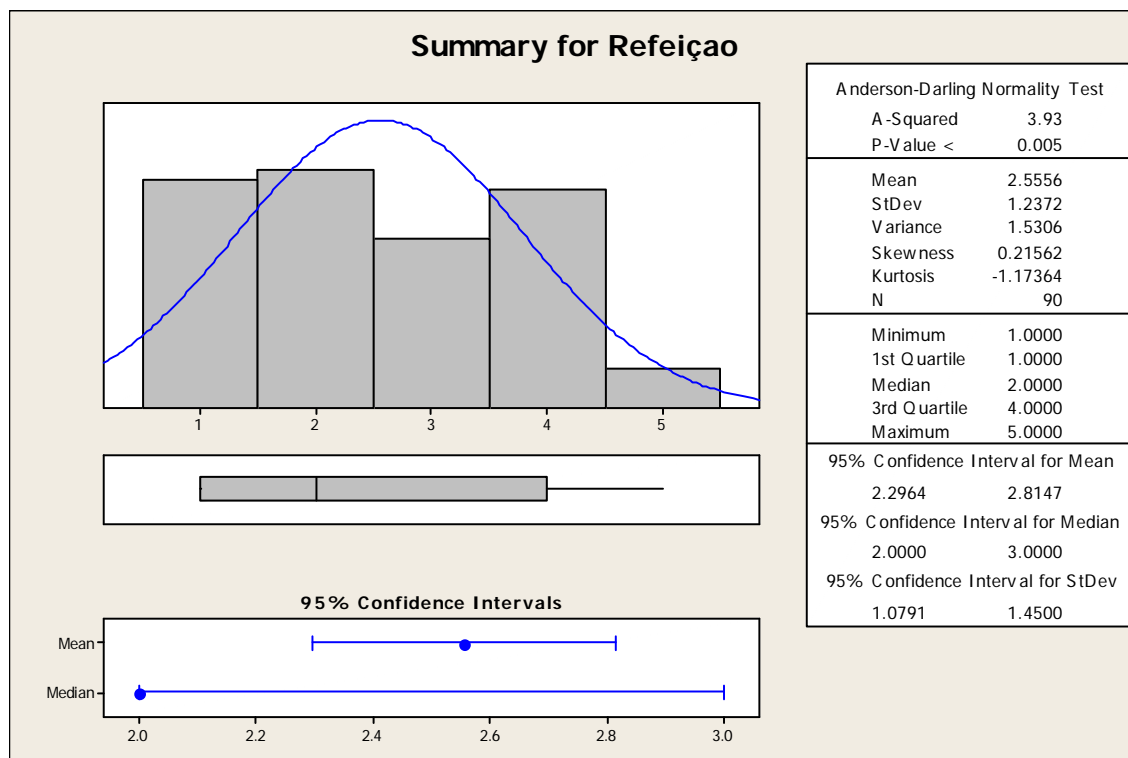 Summary for Refeiçao
1 2 3 4 5
95% Confidence Intervals
Mean
Median
2.0 2.2 2.4 2.6 2.8 3.0
Anderson-Darling Normality Test
A-Squared 3.93
P-Value < 0.005
Mean 2.5556
StDev 1.2372
Variance 1.5306
Skewness 0.21562
Kurtosis -1.17364
N 90
Minimum 1.0000
1st Quartile 1.0000
Median 2.0000
3rd Quartile 4.0000
Maximum 5.0000
95% Confidence Interval for Mean
2.2964 2.8147
95% Confidence Interval for Median
2.0000 3.0000
95% Confidence Interval for StDev
1.0791 1.4500